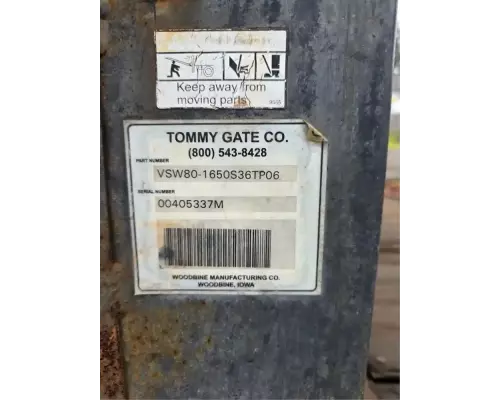 Keep away from
moving parts
TOMMY GATE CO.
(800) 543-8428
PART NUMBER
VSW80-1650S36TP06
SERIAL NUMBER
00405337M
WOODBINE MANUFACTURING CO.
WOODBINE, IOWA